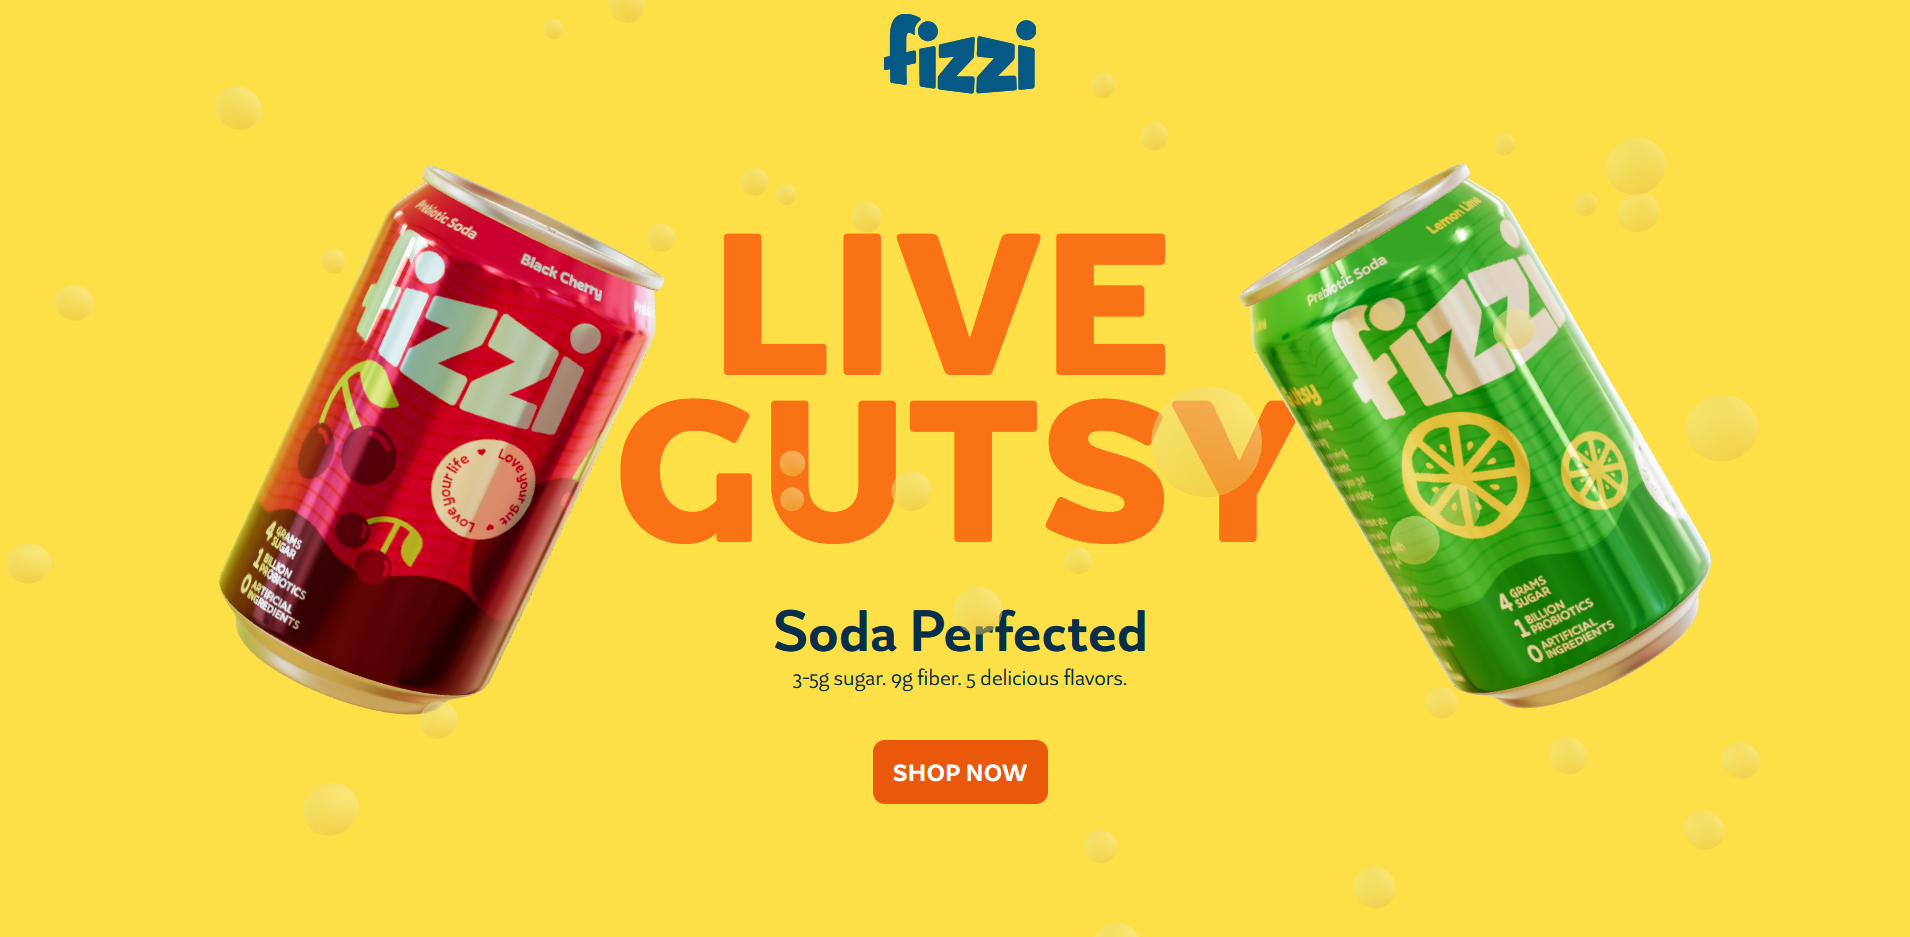 fizzi
Prebiotic Soda
Black Cherry
fizzi
Love your gut
Love your life
4 GRAMS
SUGAR
1 BILLION
PROBIOTICS
0 ARTIFICIAL
INGREDIENTS
LIVE
GUTSY
Soda Perfected
3-5g sugar. 9g fiber. 5 delicious flavors.
SHOP NOW
Prebiotic Soda
Lemon Lime
fizzi
4 GRAMS
SUGAR
1 BILLION
PROBIOTICS
0 ARTIFICIAL
INGREDIENTS